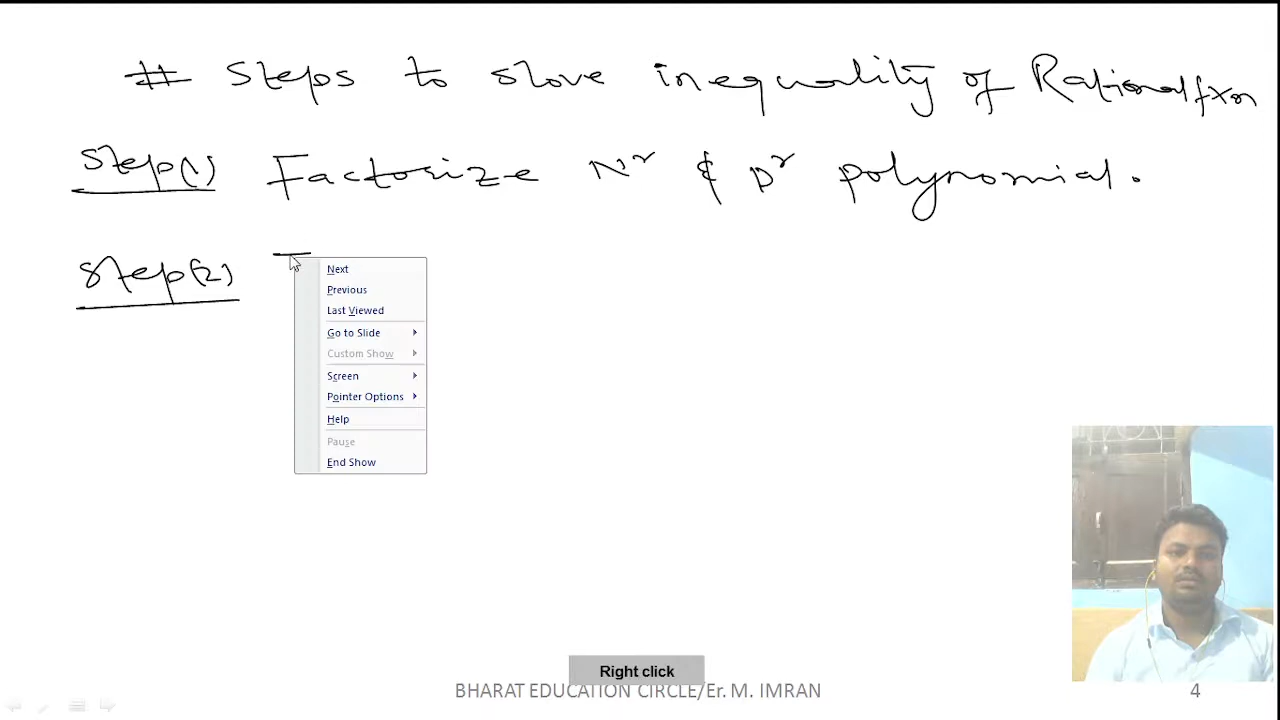 # Steps to slove inequality of Rational fxn
Step(1) Factorize Nʳ & Dʳ polynomial.
Step(2)
Next
Previous
Last Viewed
Go to Slide
Custom Show
Screen
Pointer Options
Help
Pause
End Show
Right click
BHARAT EDUCATION CIRCLE/Er. M. IMRAN
4